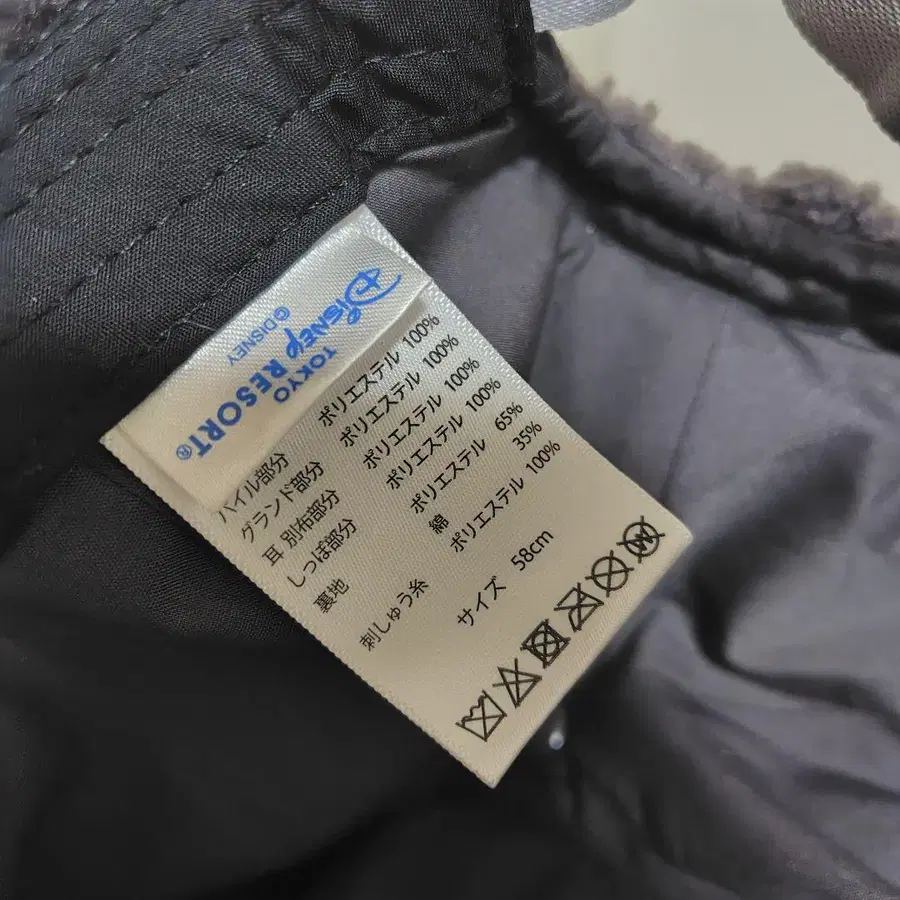 TOKYO
Disney RESORT®
©DISNEY
パイル部分 ポリエステル 100%
グランド部分 ポリエステル 100%
耳 別布部分 ポリエステル 100%
しっぽ部分 ポリエステル 100%
裏地 ポリエステル 65%
綿 35%
刺しゅう糸 ポリエステル 100%
サイズ 58cm